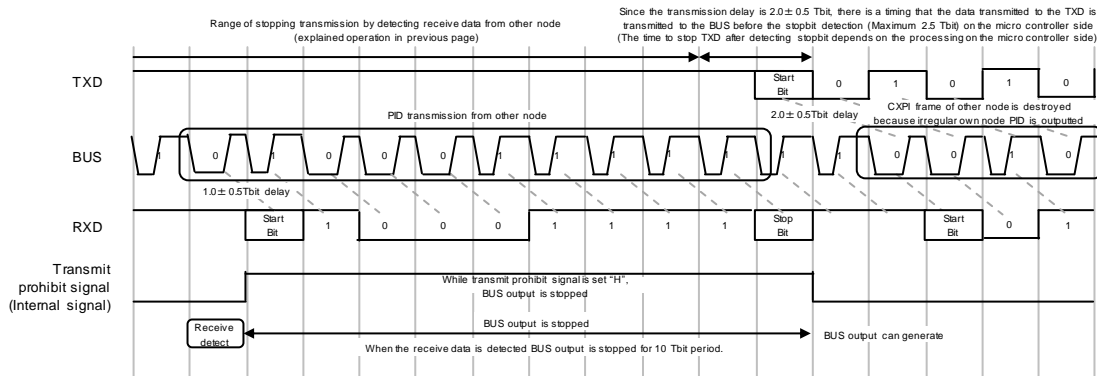 Range of stopping transmission by detecting receive data from other node
(explained operation in previous page)
Since the transmission delay is 2.0± 0.5 Tbit, there is a timing that the data transmitted to the TXD is
transmitted to the BUS before the stopbit detection (Maximum 2.5 Tbit) on the micro controller side
(The time to stop TXD after detecting stopbit depends on the processing on the micro controller side)
TXD
Start
Bit
0 1 0 1 0
PID transmission from other node
2.0± 0.5Tbit delay
CXPI frame of other node is destroyed
because irregular own node PID is outputted
BUS
1 0 1 0 0 0 1 1 1 1 1 1 0 0 1 0
1.0± 0.5Tbit delay
RXD
Start
Bit
1 0 0 0 1 1 1
Stop
Bit
Start
Bit
0 1
Transmit
prohibit signal
(Internal signal)
While transmit prohibit signal is set "H",
BUS output is stopped
Receive
detect
BUS output is stopped
When the receive data is detected BUS output is stopped for 10 Tbit period.
BUS output can generate